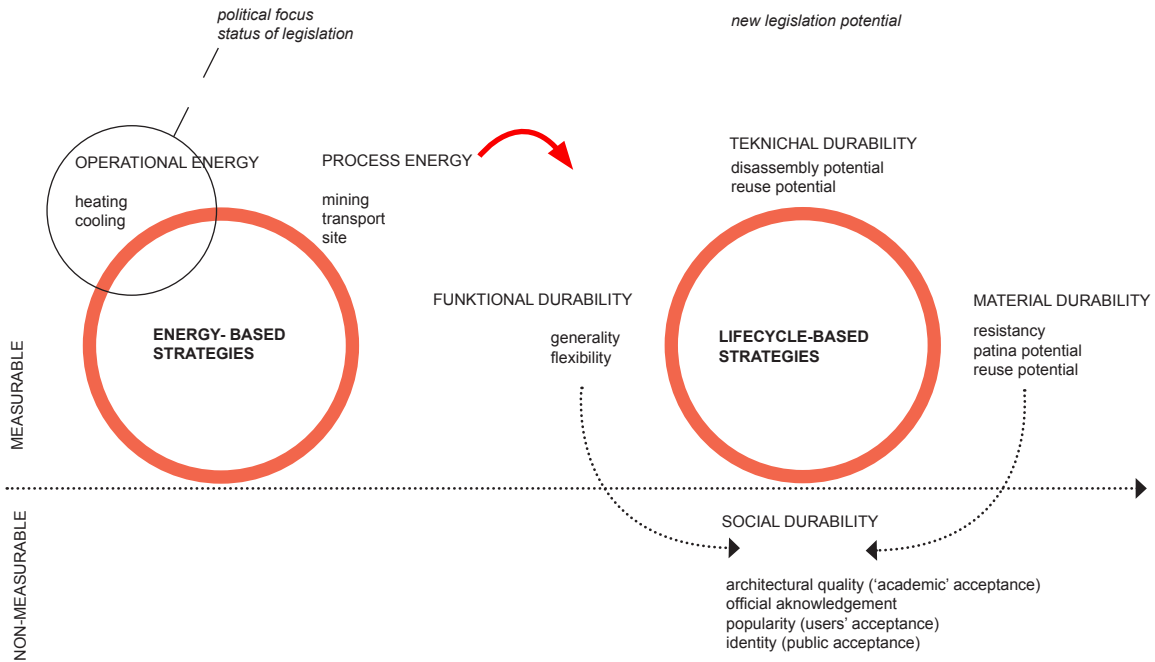 political focus
status of legislation
new legislation potential
OPERATIONAL ENERGY
heating
cooling
PROCESS ENERGY
mining
transport
site
TEKNICHAL DURABILITY
disassembly potential
reuse potential
FUNKTIONAL DURABILITY
generality
flexibility
MATERIAL DURABILITY
resistancy
patina potential
reuse potential
ENERGY- BASED
STRATEGIES
LIFECYCLE-BASED
STRATEGIES
MEASURABLE
NON-MEASURABLE
SOCIAL DURABILITY
architectural quality (‘academic’ acceptance)
official aknowledgement
popularity (users’ acceptance)
identity (public acceptance)